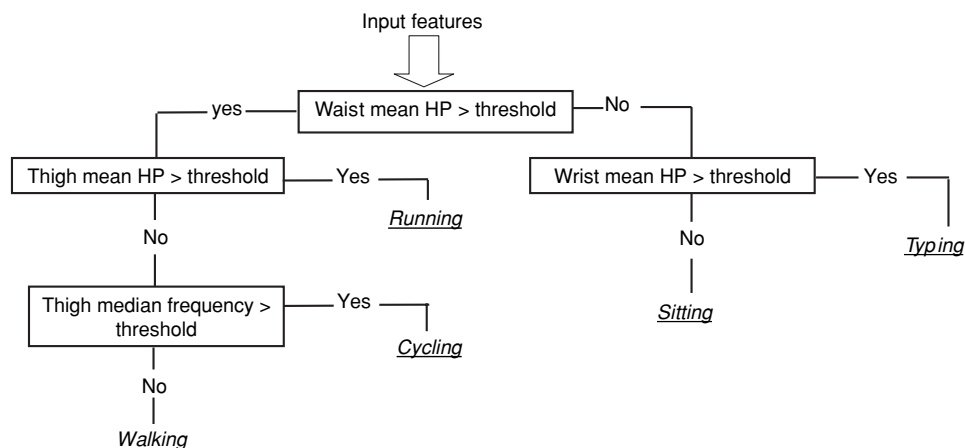 Input features
yes
Waist mean HP > threshold
No
Thigh mean HP > threshold
Yes
Wrist mean HP > threshold
Yes
Running
No
No
Typing
Thigh median frequency >
threshold
Yes
Sitting
Cycling
No
Walking